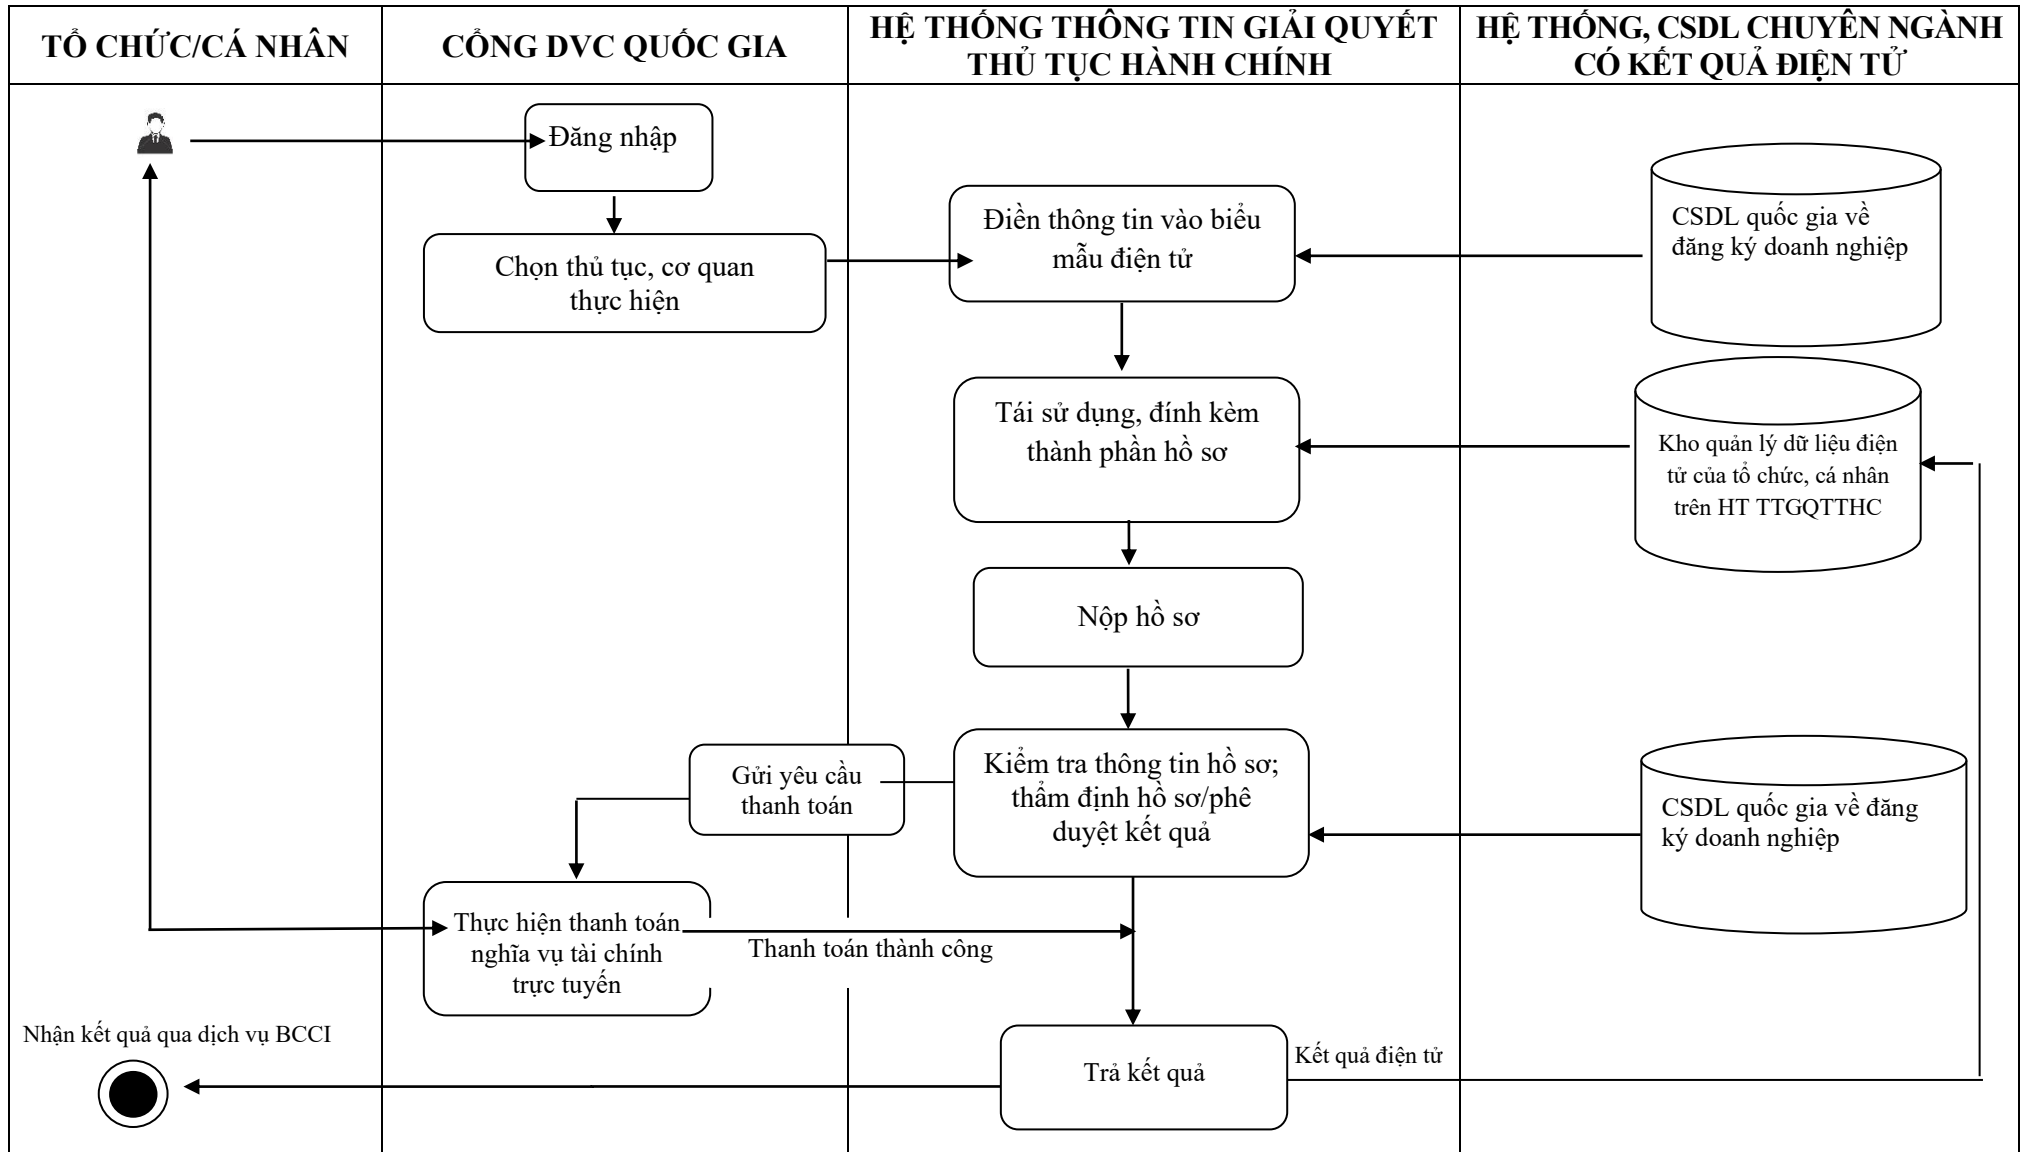 TỔ CHỨC/CÁ NHÂN
CỔNG DVC QUỐC GIA
HỆ THỐNG THÔNG TIN GIẢI QUYẾT
THỦ TỤC HÀNH CHÍNH
HỆ THỐNG, CSDL CHUYÊN NGÀNH
CÓ KẾT QUẢ ĐIỆN TỬ
Đăng nhập
Điền thông tin vào biểu
mẫu điện tử
CSDL quốc gia về
đăng ký doanh nghiệp
Chọn thủ tục, cơ quan
thực hiện
Tái sử dụng, đính kèm
thành phần hồ sơ
Kho quản lý dữ liệu điện
tử của tổ chức, cá nhân
trên HT TTGQTTHC
Nộp hồ sơ
Gửi yêu cầu
thanh toán
Kiểm tra thông tin hồ sơ;
thẩm định hồ sơ/phê
duyệt kết quả
CSDL quốc gia về đăng
ký doanh nghiệp
Thực hiện thanh toán
nghĩa vụ tài chính
trực tuyến
Thanh toán thành công
Nhận kết quả qua dịch vụ BCCI
Trả kết quả
Kết quả điện tử